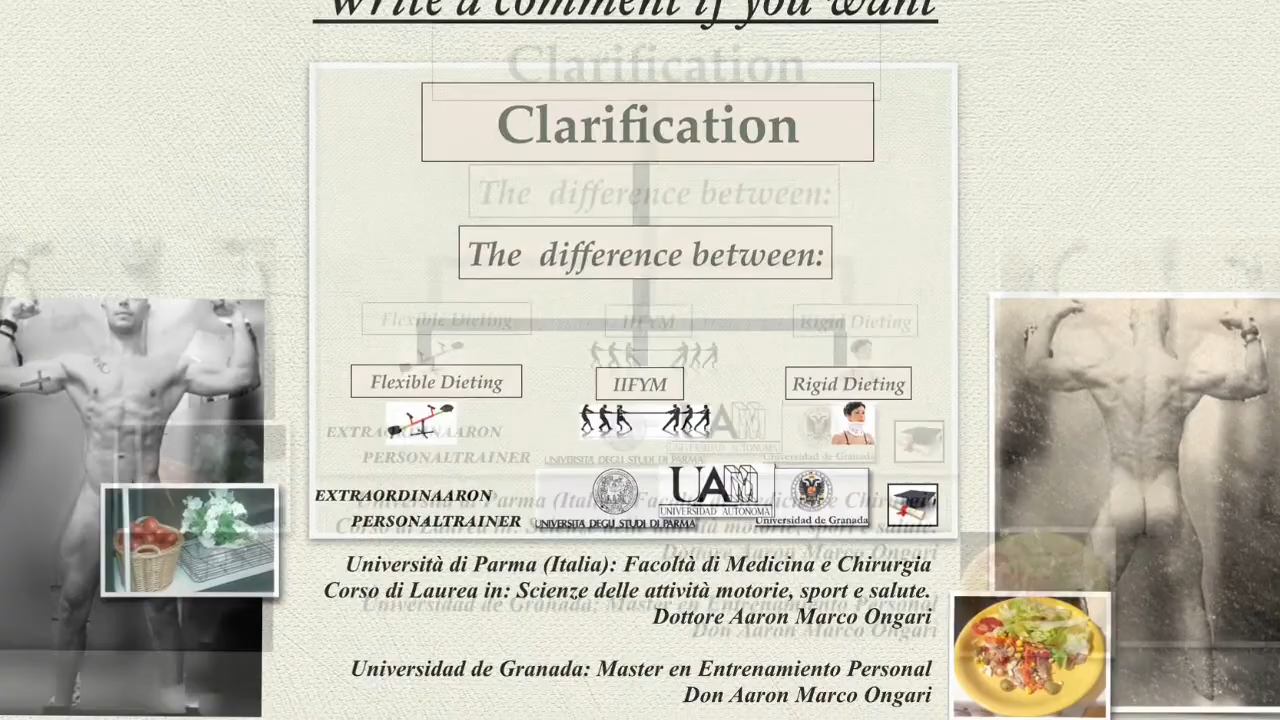 Write a comment if you want
Clarification
The difference between:
Flexible Dieting
IIFYM
Rigid Dieting
EXTRAORDINAARON
PERSONALTRAINER
UNIVERSITÀ DEGLI STUDI DI PARMA
UAM
UNIVERSIDAD AUTONOMA
Universidad de Granada
Università di Parma (Italia): Facoltà di Medicina e Chirurgia
Corso di Laurea in: Scienze delle attività motorie, sport e salute.
Dottore Aaron Marco Ongari
Universidad de Granada: Master en Entrenamiento Personal
Don Aaron Marco Ongari